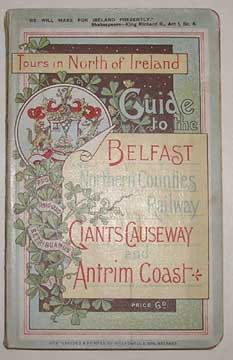 "WE WILL MAKE FOR IRELAND PRESENTLY."
Shakespeare—King Richard II., Act 1, Sc. 4.
Tours in North of Ireland
Guide
to the
Belfast
Northern Counties
Railway
Giants Causeway
and
Antrim Coast
PRICE 6D.